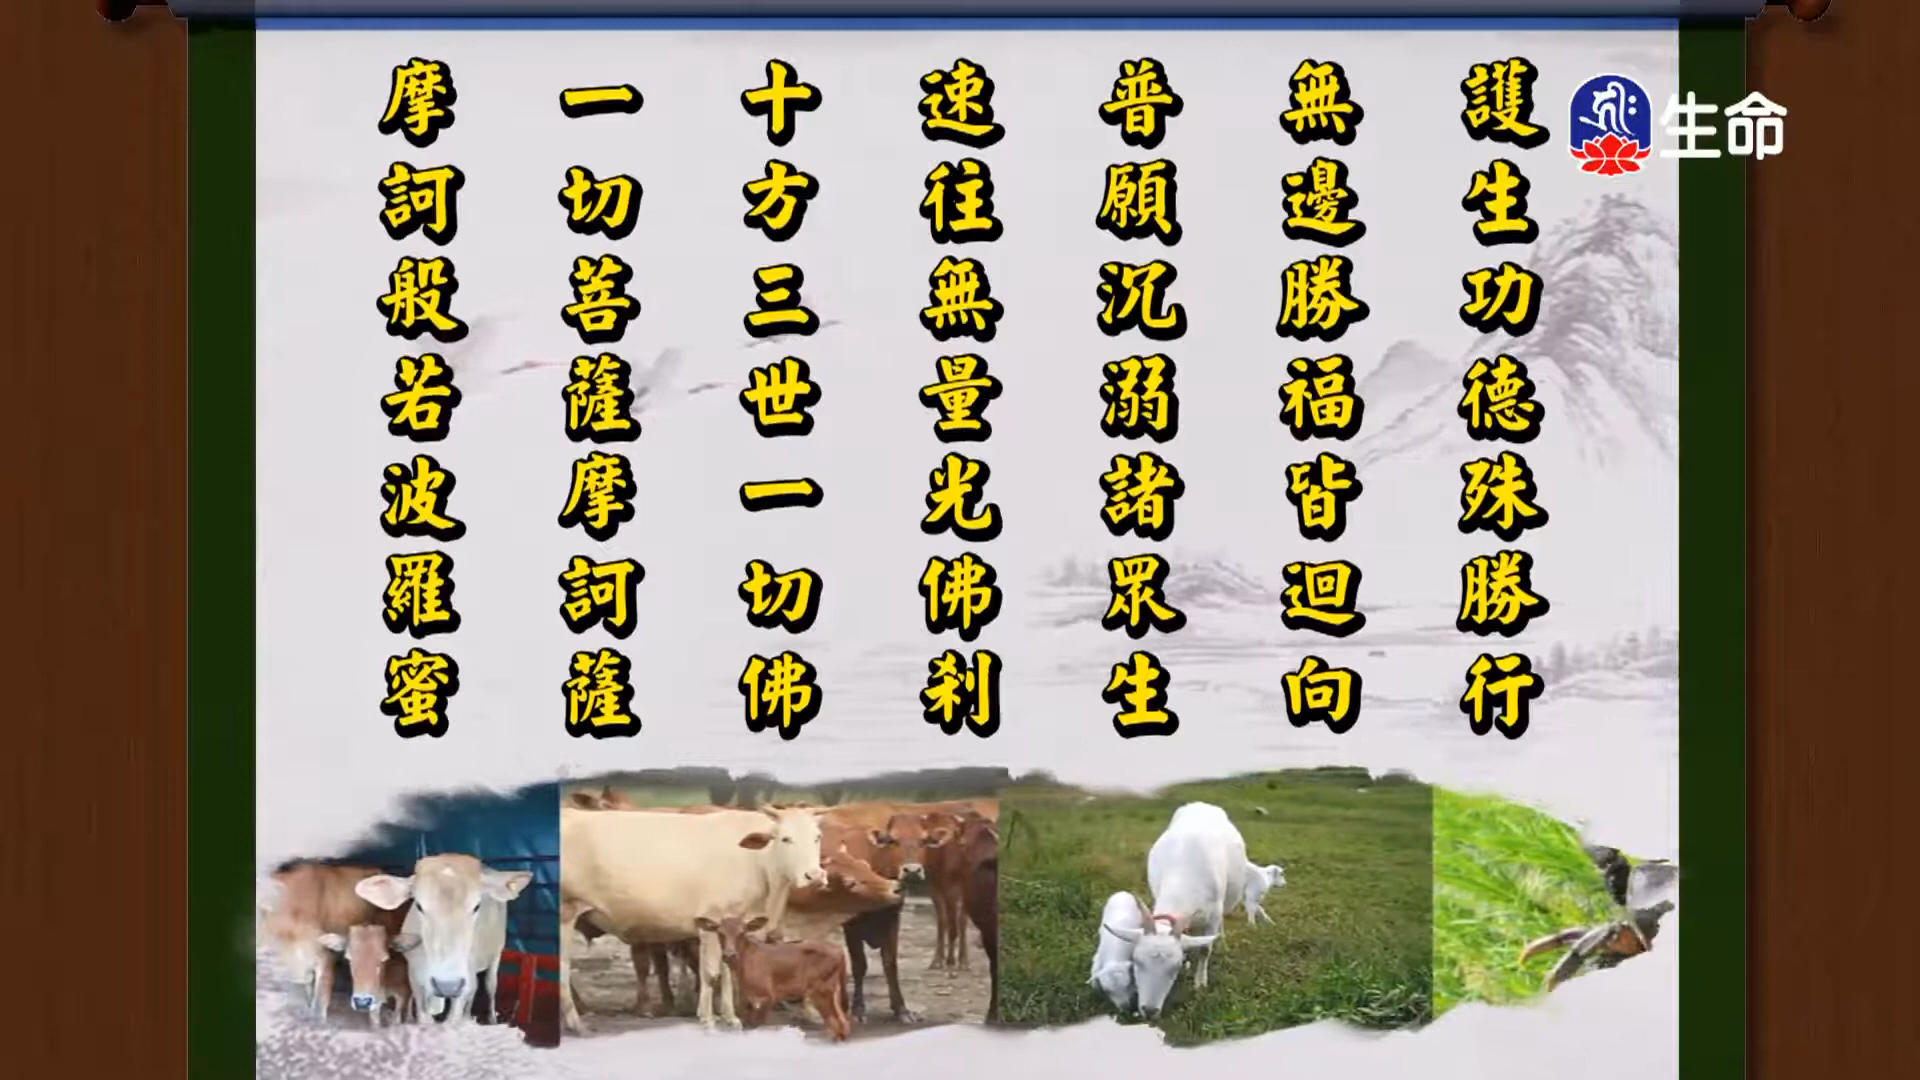 護生功德殊勝行
無邊勝福皆迴向
普願沉溺諸眾生
速往無量光佛剎
十方三世一切佛
一切菩薩摩訶薩
摩訶般若波羅蜜
生命